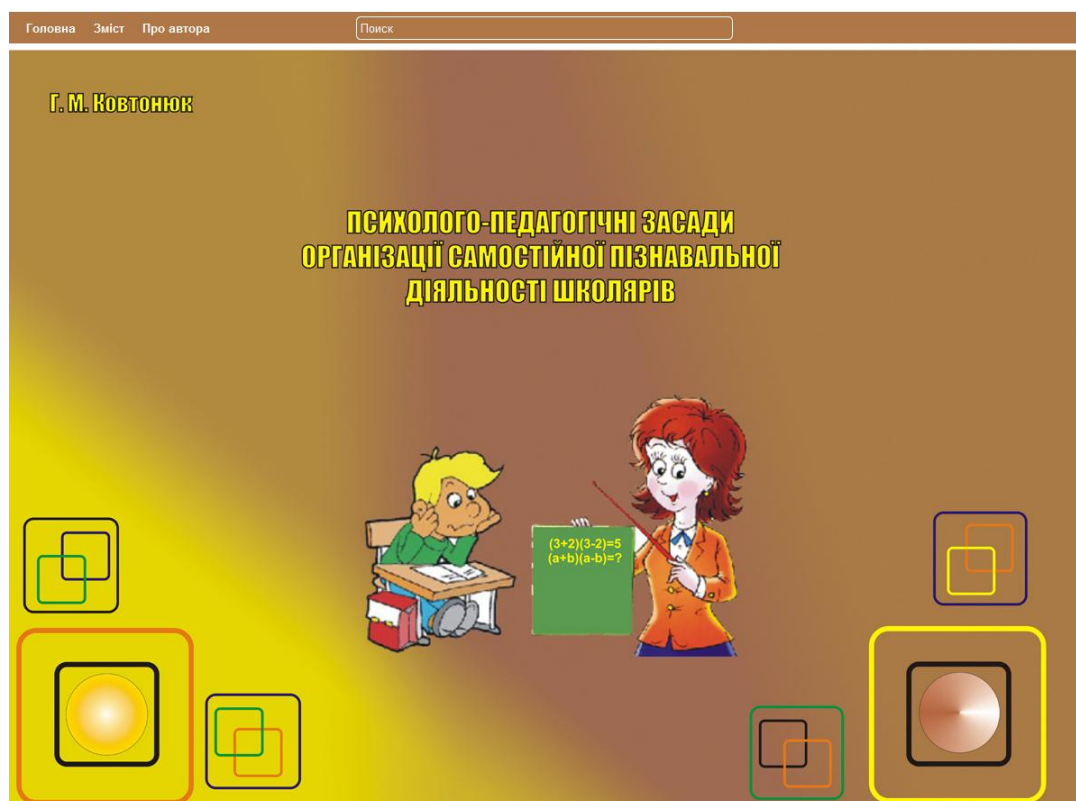 Головна Зміст Про автора Поиск
Г. М. Ковтонюк
ПСИХОЛОГО-ПЕДАГОГІЧНІ ЗАСАДИ
ОРГАНІЗАЦІЇ САМОСТІЙНОЇ ПІЗНАВАЛЬНОЇ
ДІЯЛЬНОСТІ ШКОЛЯРІВ
(3+2)(3-2)=5
(a+b)(a-b)=?